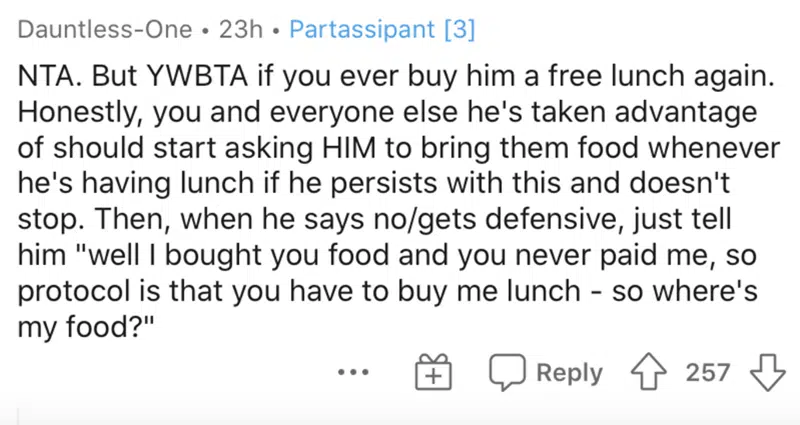 Dauntless-One • 23h • Partassipant [3]
NTA. But YWBTA if you ever buy him a free lunch again.
Honestly, you and everyone else he's taken advantage
of should start asking HIM to bring them food whenever
he's having lunch if he persists with this and doesn't
stop. Then, when he says no/gets defensive, just tell
him "well I bought you food and you never paid me, so
protocol is that you have to buy me lunch - so where's
my food?"
Reply 257